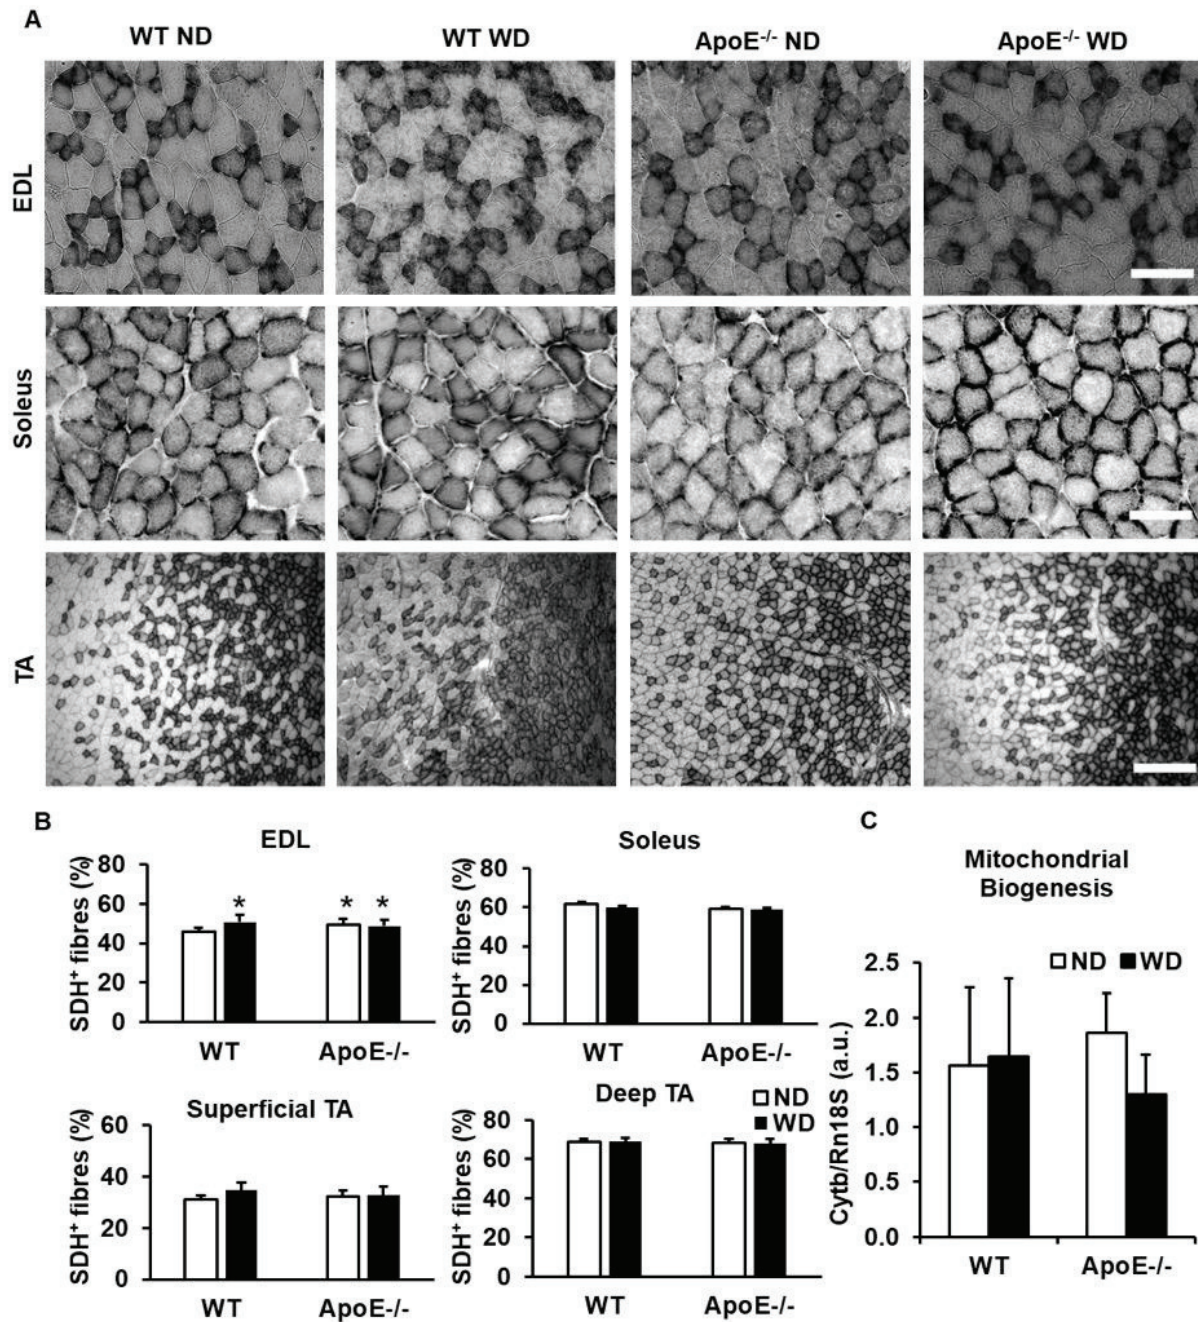 A
WT ND
WT WD
ApoE⁻/⁻ ND
ApoE⁻/⁻ WD
EDL
Soleus
TA
B
EDL
SDH⁺ fibres (%)
80
60
40
20
0
*
*
*
WT
ApoE-/-
Soleus
SDH⁺ fibres (%)
80
60
40
20
0
WT
ApoE-/-
Superficial TA
SDH⁺ fibres (%)
60
40
20
0
WT
ApoE-/-
Deep TA
ND
WD
SDH⁺ fibres (%)
80
60
40
20
0
WT
ApoE-/-
C
Mitochondrial
Biogenesis
ND
WD
Cytb/Rn18S (a.u.)
2.5
2.0
1.5
1.0
0.5
0.0
WT
ApoE-/-